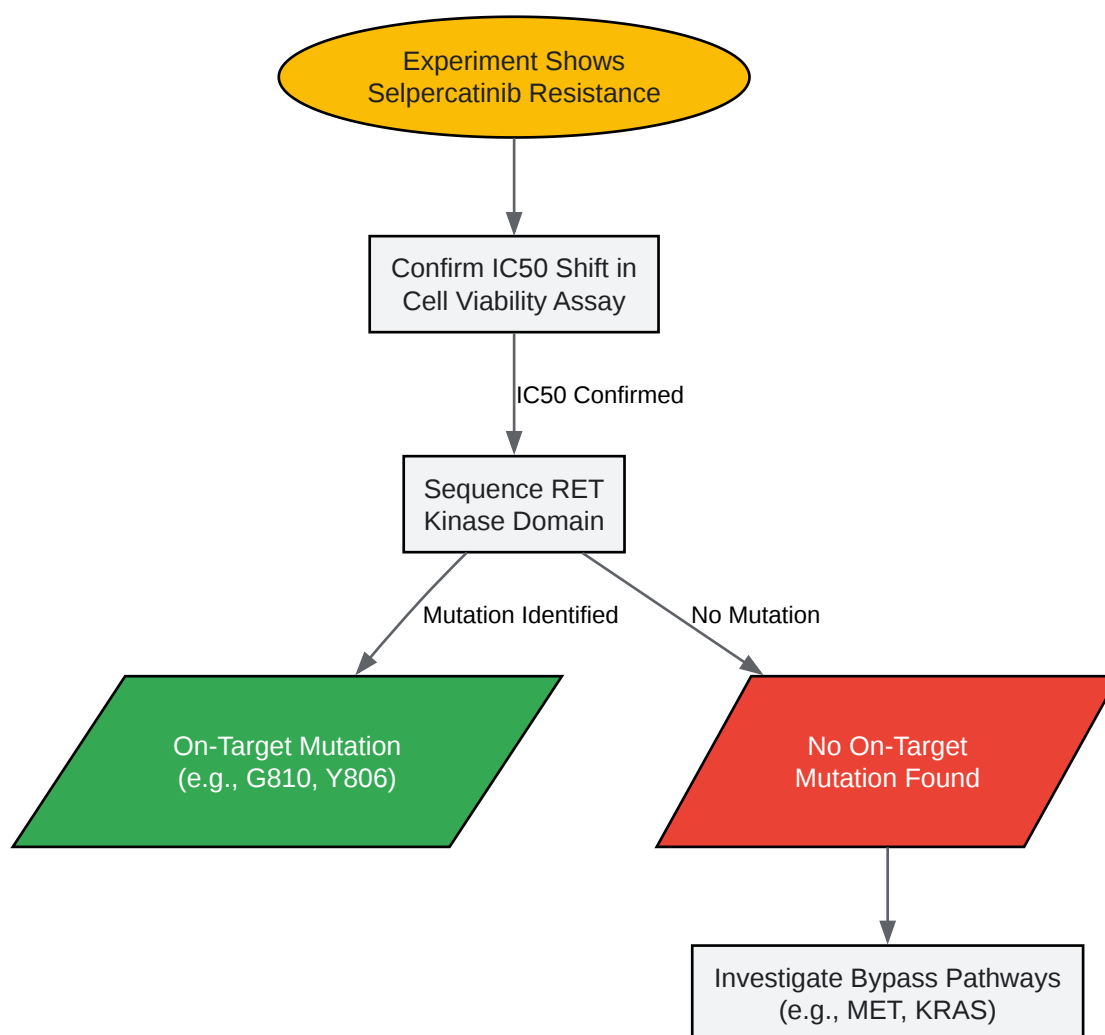 Experiment Shows
Selpercatinib Resistance
Confirm IC50 Shift in
Cell Viability Assay
IC50 Confirmed
Sequence RET
Kinase Domain
Mutation Identified
No Mutation
On-Target Mutation
(e.g., G810, Y806)
No On-Target
Mutation Found
Investigate Bypass Pathways
(e.g., MET, KRAS)